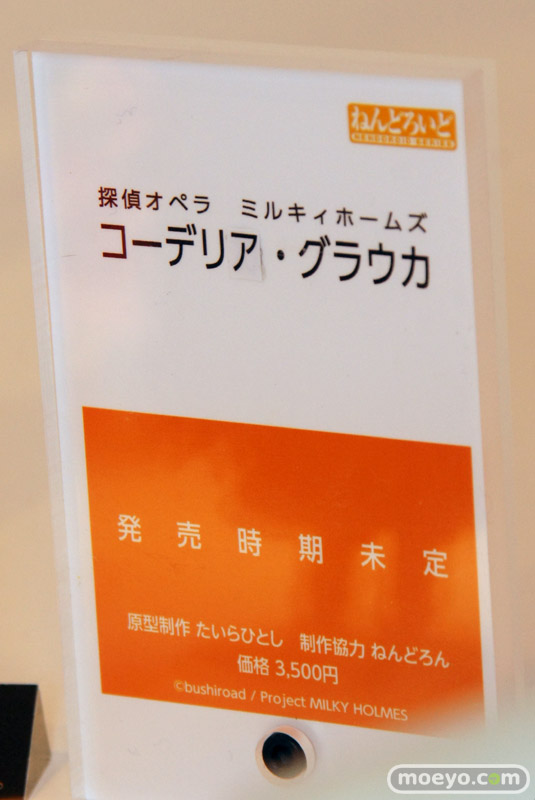 ねんどろいど
NENDOROID SERIES
探偵オペラ ミルキィホームズ
コーデリア・グラウカ
発売時期未定
原型制作 たいらひとし 制作協力 ねんどろん
価格 3,500円
©bushiroad / Project MILKY HOLMES
moeyo.com